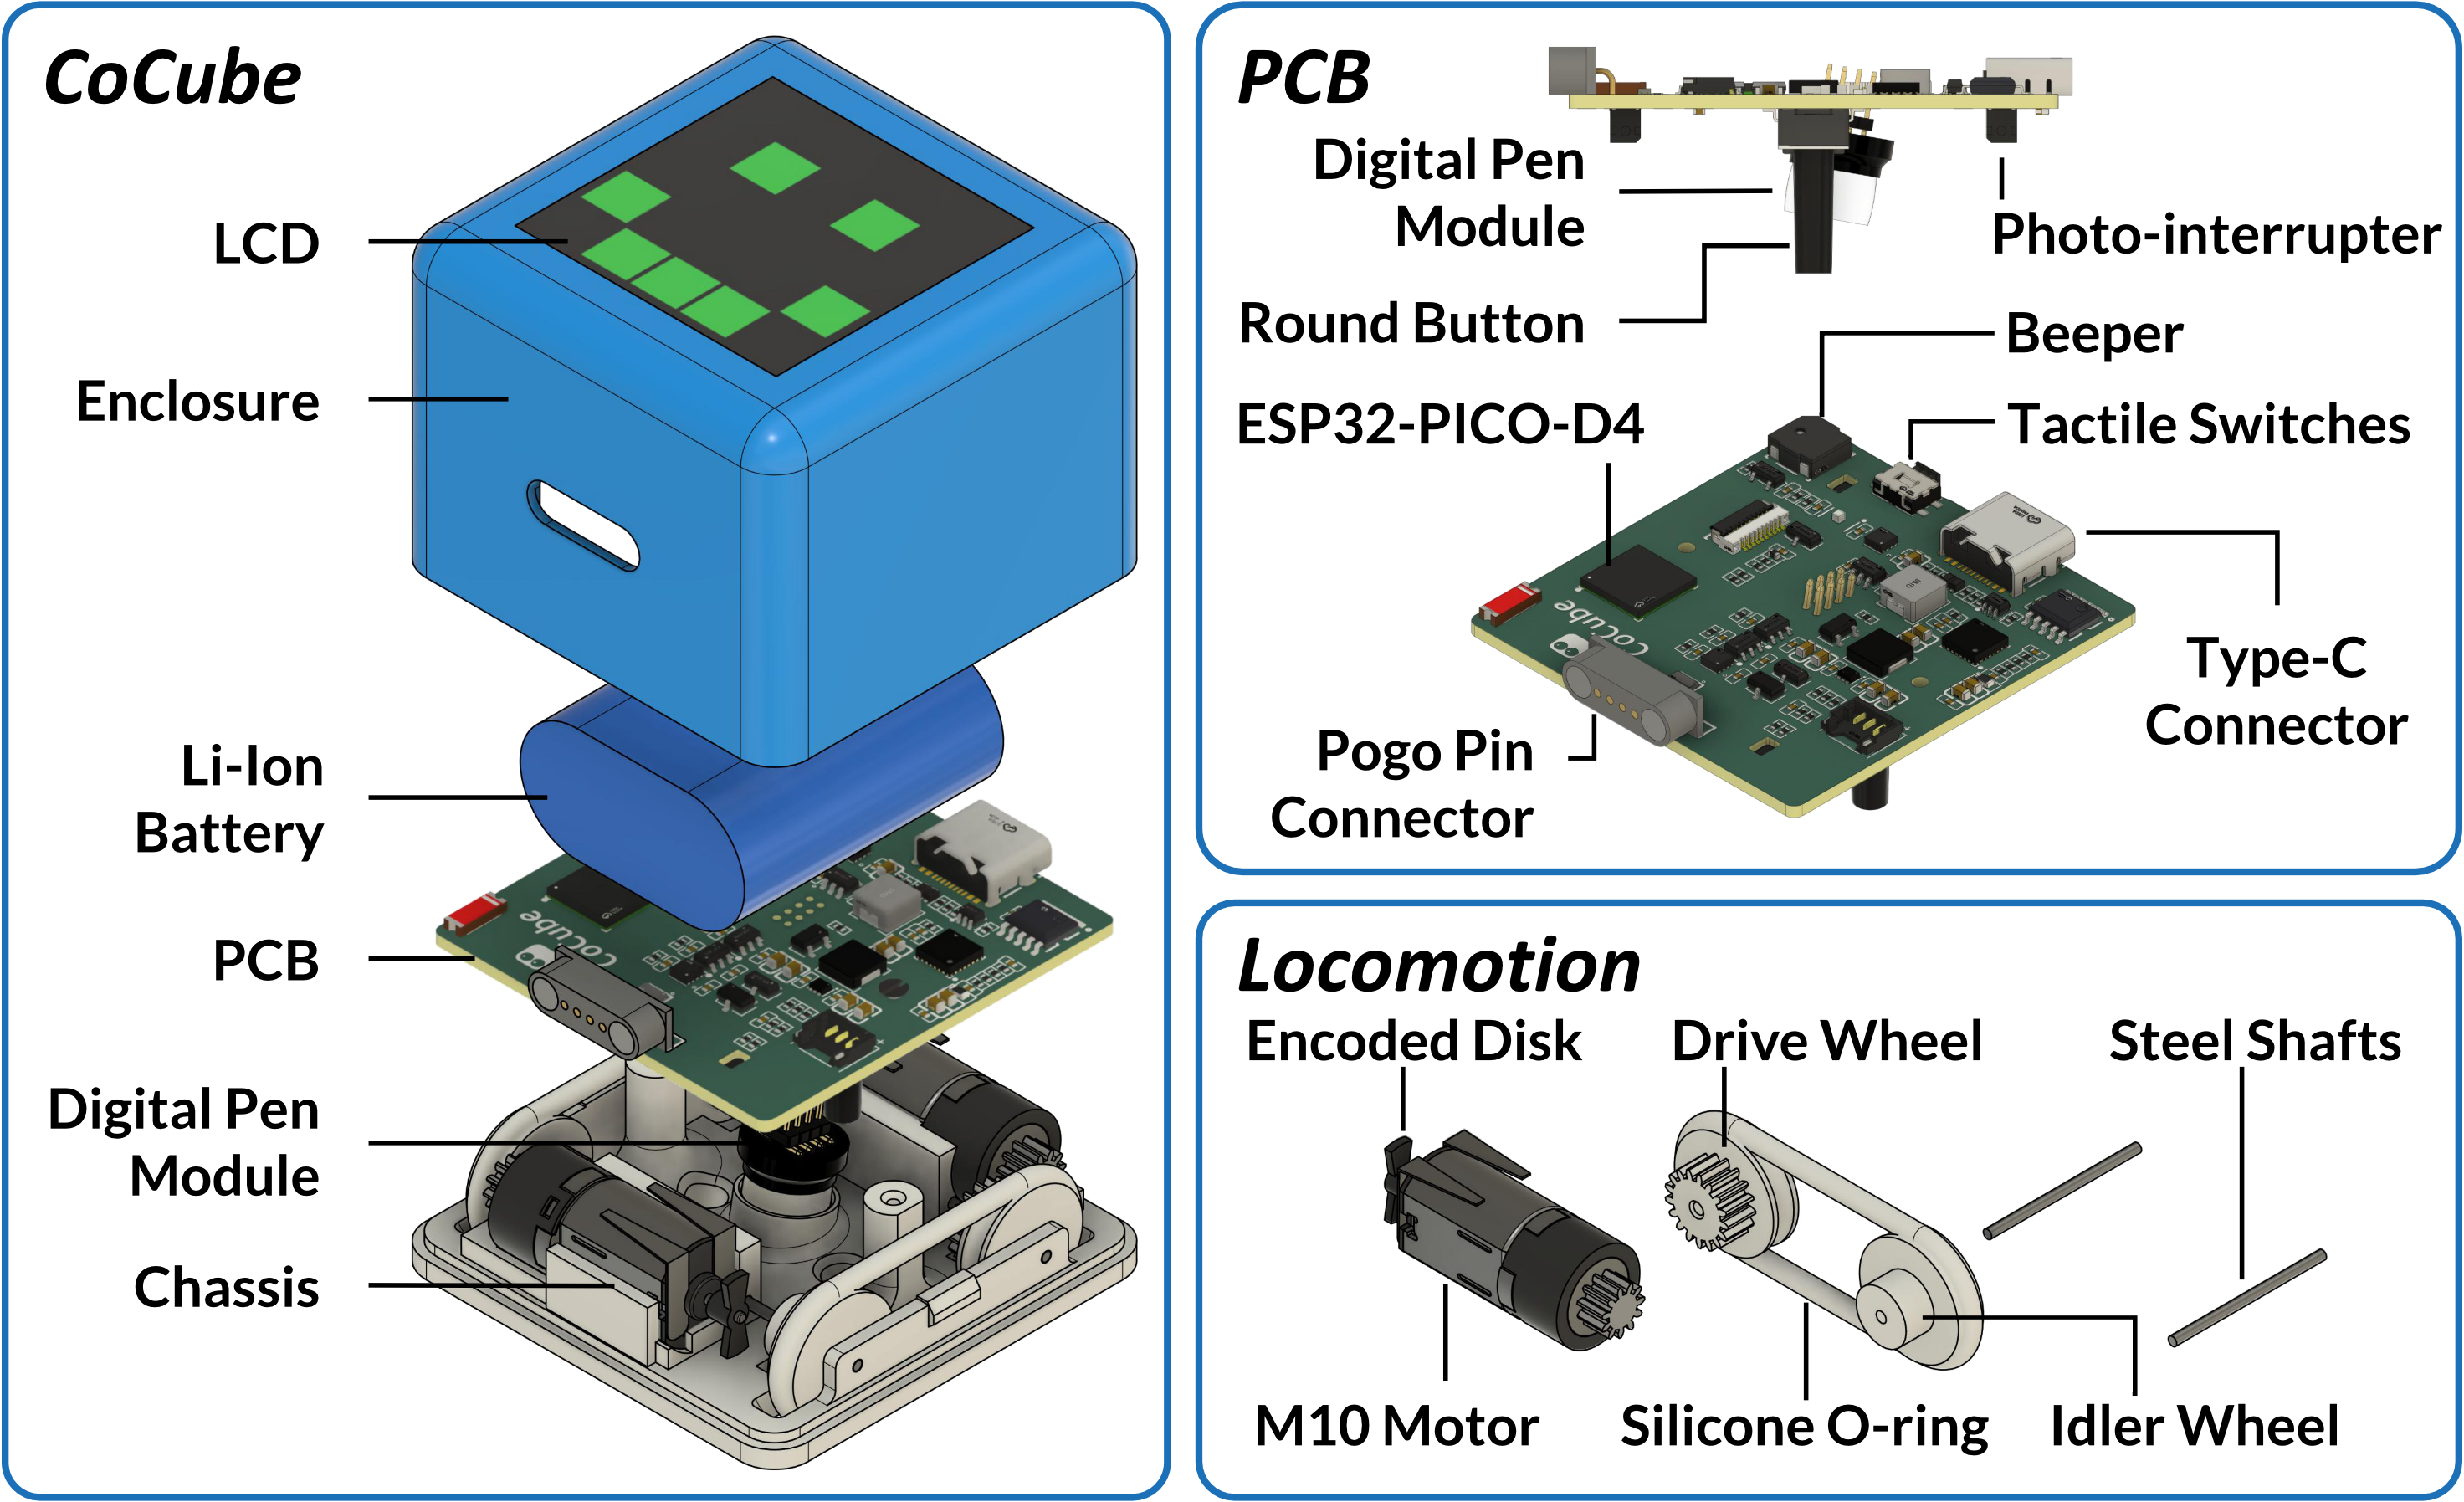 CoCube
LCD
Enclosure
Li-Ion
Battery
PCB
Digital Pen
Module
Chassis
CoCube
PCB
Digital Pen
Module
Photo-interrupter
Round Button
Beeper
ESP32-PICO-D4
Tactile Switches
CoCube
Type-C
Connector
Pogo Pin
Connector
Locomotion
Encoded Disk
Drive Wheel
Steel Shafts
M10 Motor
Silicone O-ring
Idler Wheel